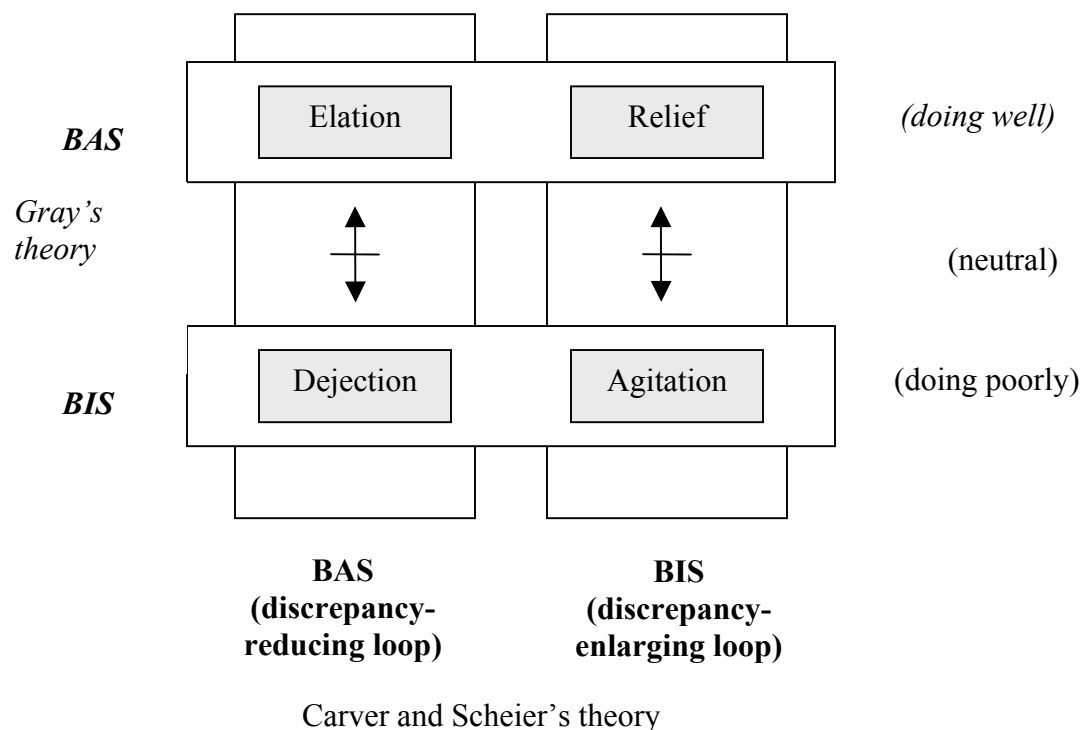 Elation Relief (doing well)
BAS
Gray’s
theory
(neutral)
Dejection Agitation (doing poorly)
BIS
BAS BIS
(discrepancy- (discrepancy-
reducing loop) enlarging loop)
Carver and Scheier’s theory